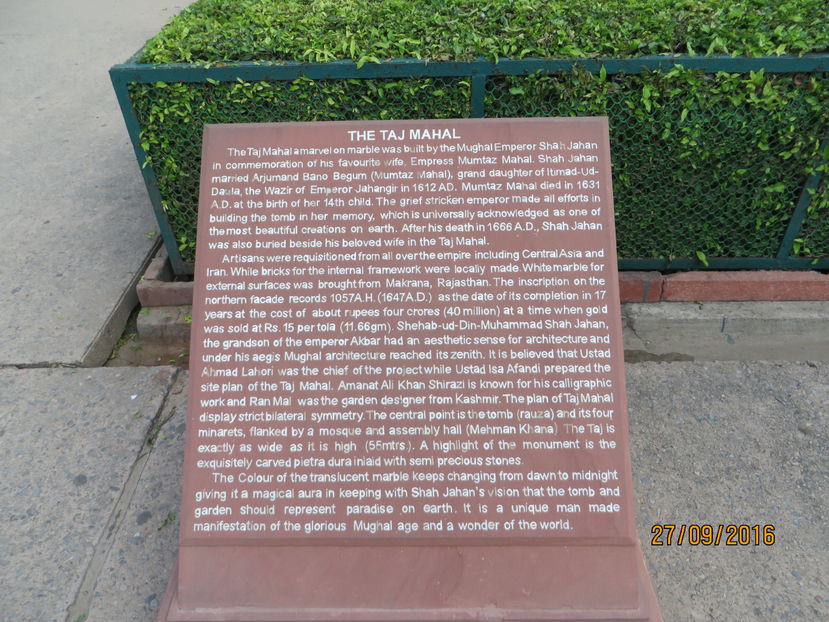 THE TAJ MAHAL
The Taj Mahal a marvel on marble was built by the Mughal Emperor Shah Jahan
in commemoration of his favourite wife, Empress Mumtaz Mahal. Shah Jahan
married Arjumand Bano Begum (Mumtaz Mahal), grand daughter of Itmad-Ud-
Daula, the Wazir of Emperor Jahangir in 1612 AD. Mumtaz Mahal died in 1631
A.D. at the birth of her 14th child. The grief stricken emperor made all efforts in
building the tomb in her memory, which is universally acknowledged as one of
the most beautiful creations on earth. After his death in 1666 A.D., Shah Jahan
was also buried beside his beloved wife in the Taj Mahal.
Artisans were requisitioned from all over the empire including Central Asia and
Iran. While bricks for the internal framework were locally made. White marble for
external surfaces was brought from Makrana, Rajasthan. The inscription on the
northern facade records 1057 A.H. (1647 A.D.) as the date of its completion in 17
years at the cost of about rupees four crores (40 million) at a time when gold
was sold at Rs. 15 per tola (11.66gm). Shehab-ud-Din-Muhammad Shah Jahan,
the grandson of the emperor Akbar had an aesthetic sense for architecture and
under his aegis Mughal architecture reached its zenith. It is believed that Ustad
Ahmad Lahori was the chief of the project while Ustad Isa Afandi prepared the
site plan of the Taj Mahal. Amanat Ali Khan Shirazi is known for his calligraphic
work and Ran Mal was the garden designer from Kashmir. The plan of Taj Mahal
display strict bilateral symmetry. The central point is the tomb (rauza) and its four
minarets, flanked by a mosque and assembly hall (Mehman Khana) The Taj is
exactly as wide as it is high (55mtrs.). A highlight of the monument is the
exquisitely carved pietra dura inlaid with semi precious stones.
The Colour of the translucent marble keeps changing from dawn to midnight
giving it a magical aura in keeping with Shah Jahan's vision that the tomb and
garden should represent paradise on earth. It is a unique man made
manifestation of the glorious Mughal age and a wonder of the world.
27/09/2016